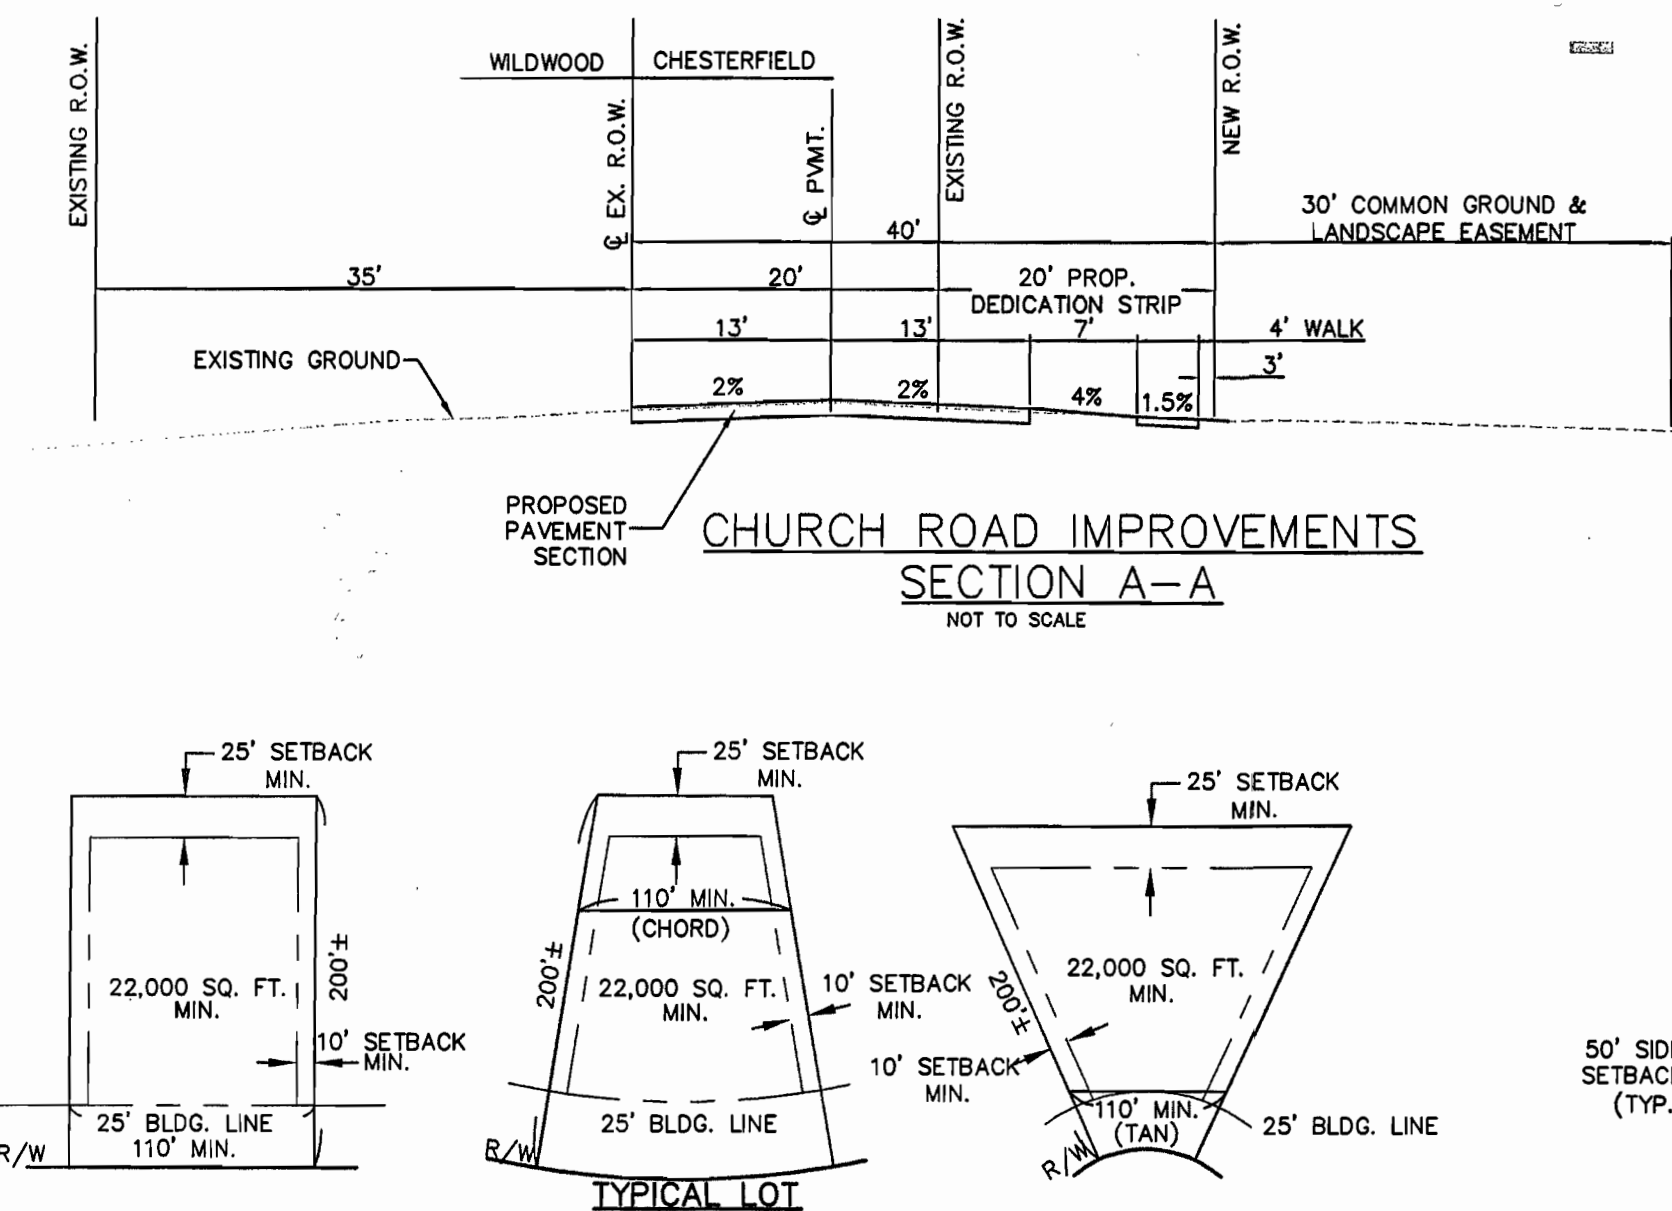 EXISTING R.O.W.
WILDWOOD
CHESTERFIELD
℄ EX. R.O.W.
℄ PVMT.
EXISTING R.O.W.
NEW R.O.W.
30' COMMON GROUND &
LANDSCAPE EASEMENT
40'
35'
20'
20' PROP.
DEDICATION STRIP
13'
13'
7'
4' WALK
3'
EXISTING GROUND
2%
2%
4%
1.5%
PROPOSED
PAVEMENT
SECTION
CHURCH ROAD IMPROVEMENTS
SECTION A-A
NOT TO SCALE
25' SETBACK
MIN.
22,000 SQ. FT.
MIN.
200'±
10' SETBACK
MIN.
25' BLDG. LINE
110' MIN.
R/W
25' SETBACK
MIN.
110' MIN.
(CHORD)
200'±
22,000 SQ. FT.
MIN.
10' SETBACK
MIN.
25' BLDG. LINE
R/W
TYPICAL LOT
25' SETBACK
MIN.
22,000 SQ. FT.
MIN.
200'±
10' SETBACK
MIN.
110' MIN.
(TAN)
25' BLDG. LINE
R/W
50' SID
SETBAC
(TYP.